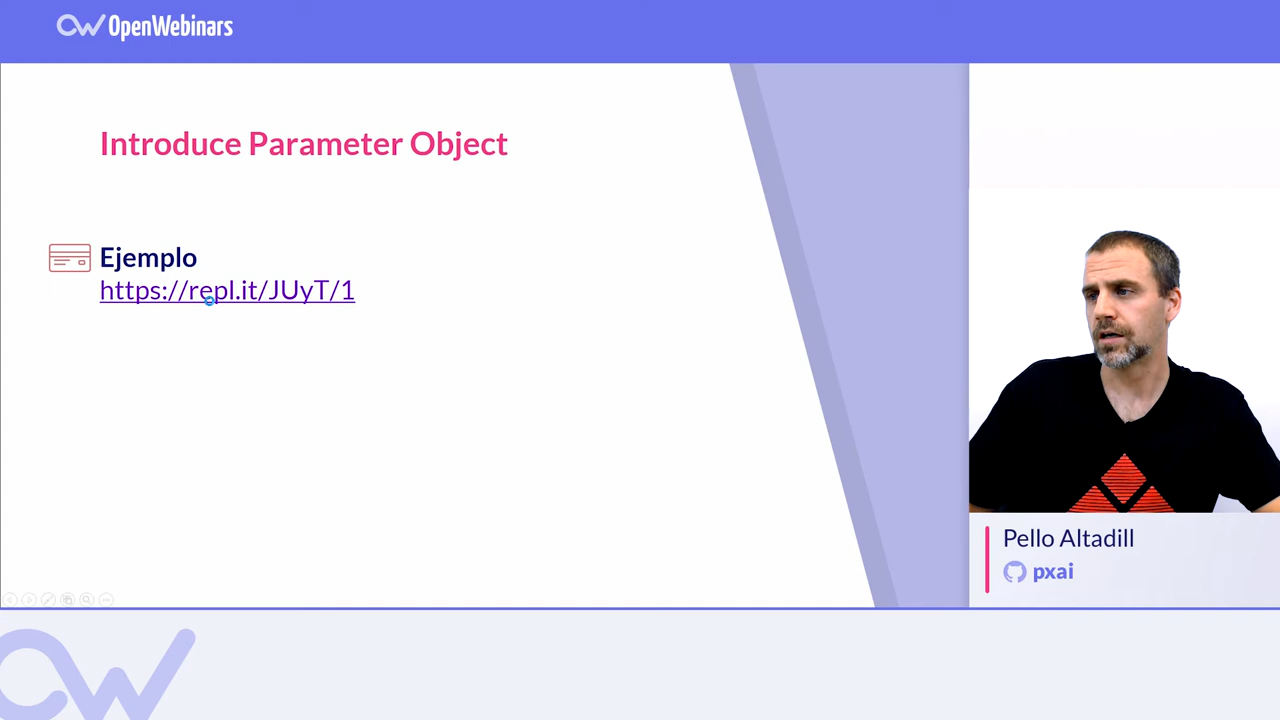 OpenWebinars
Introduce Parameter Object
Ejemplo
https://repl.it/JUyT/1
Pello Altadill
pxai